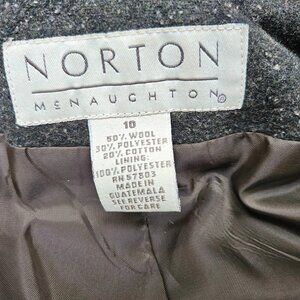 NORTON
McNAUGHTON®
10
50% WOOL
30% POLYESTER
20% COTTON
LINING:
100% POLYESTER
RN 57803
MADE IN
GUATEMALA
SEE REVERSE
FOR CARE